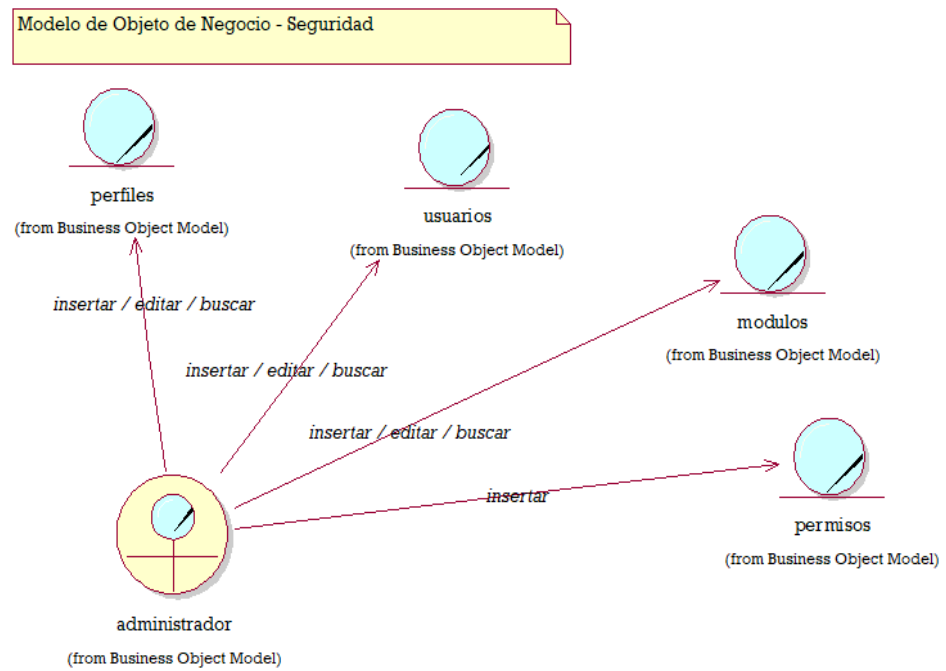 Modelo de Objeto de Negocio - Seguridad
perfiles
(from Business Object Model)
usuarios
(from Business Object Model)
insertar / editar / buscar
modulos
(from Business Object Model)
insertar / editar / buscar
insertar / editar / buscar
insertar
permisos
(from Business Object Model)
administrador
(from Business Object Model)